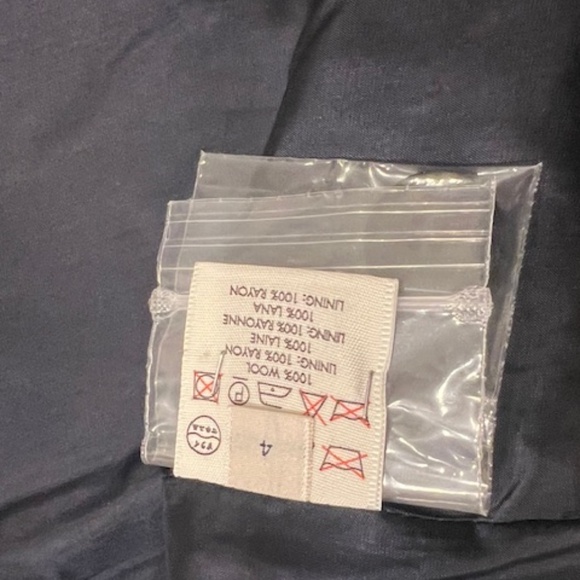 4
P
100% WOOL
LINING: 100% RAYON
100% LAINE
LINING: 100% RAYONNE
100% LANA
LINING: 100% RAYON